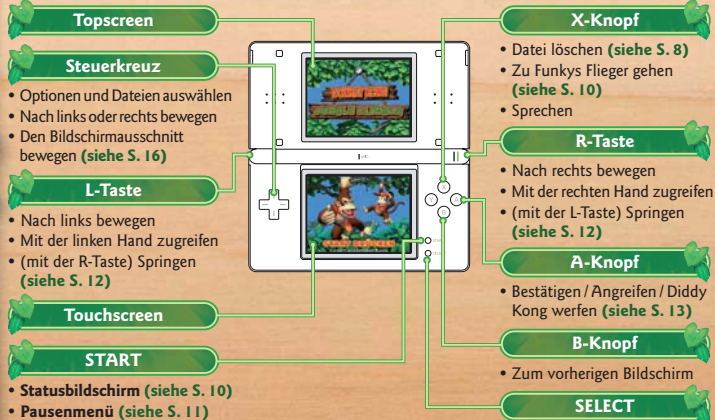 Topscreen
Steuerkreuz
• Optionen und Dateien auswählen
• Nach links oder rechts bewegen
• Den Bildschirmausschnitt
bewegen (siehe S. 16)
L-Taste
• Nach links bewegen
• Mit der linken Hand zugreifen
• (mit der R-Taste) Springen
(siehe S. 12)
Touchscreen
START
• Statusbildschirm (siehe S. 10)
• Pausenmenü (siehe S. 11)
MIC.
Y
X
A
B
X-Knopf
• Datei löschen (siehe S. 8)
• Zu Funkys Flieger gehen
(siehe S. 10)
• Sprechen
R-Taste
• Nach rechts bewegen
• Mit der rechten Hand zugreifen
• (mit der L-Taste) Springen
(siehe S. 12)
A-Knopf
• Bestätigen / Angreifen / Diddy
Kong werfen (siehe S. 13)
B-Knopf
• Zum vorherigen Bildschirm
SELECT